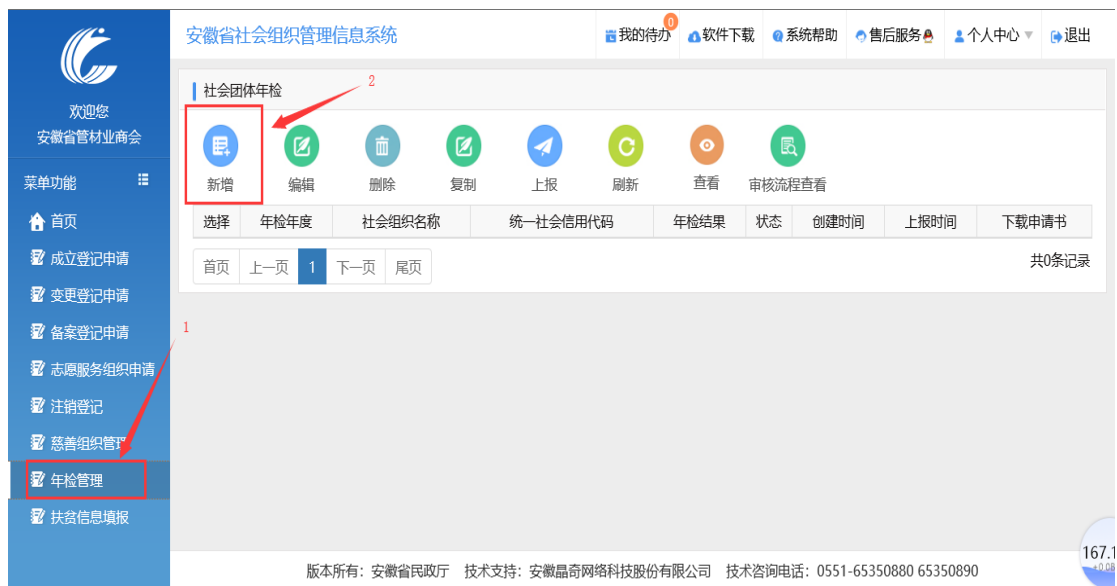 安徽省社会组织管理信息系统
0
我的待办
软件下载
系统帮助
售后服务
个人中心
退出
欢迎您
安徽省管材业商会
菜单功能
首页
成立登记申请
变更登记申请
备案登记申请
志愿服务组织申请
注销登记
慈善组织管理
年检管理
扶贫信息填报
1
社会团体年检
2
新增
编辑
删除
复制
上报
刷新
查看
审核流程查看
选择 年检年度 社会组织名称 统一社会信用代码 年检结果 状态 创建时间 上报时间 下载申请书
首页 上一页 1 下一页 尾页
共0条记录
版本所有：安徽省民政厅 技术支持：安徽晶奇网络科技股份有限公司 技术咨询电话：0551-65350880 65350890
167.1